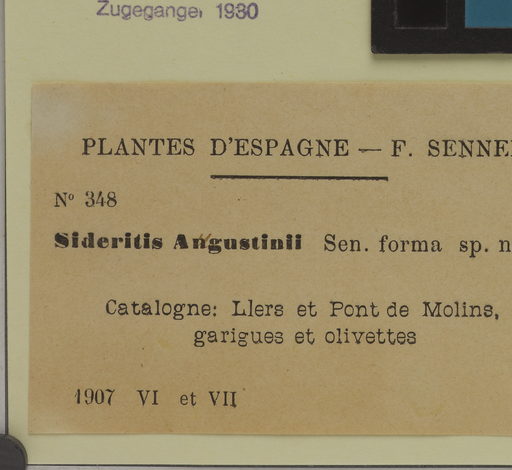 Zugegange, 1930
PLANTES D'ESPAGNE — F. SENNE
Nº 348
Sideritis Angustinii Sen. forma sp. n
Catalogne: Llers et Pont de Molins,
garigues et olivettes
1907 VI et VII